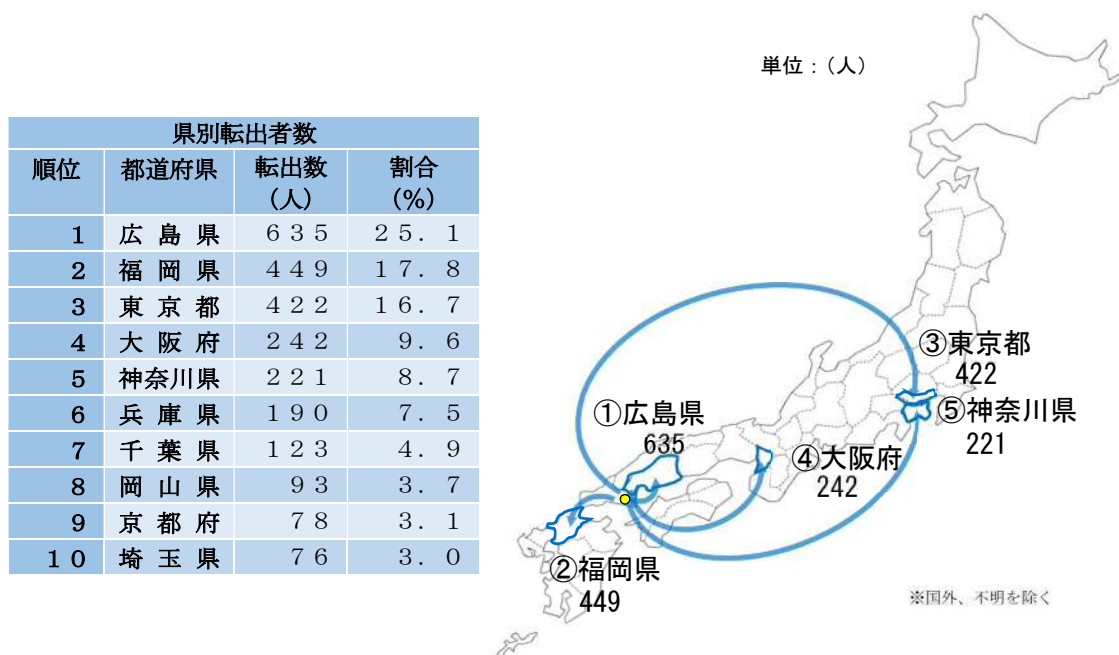 県別転出者数
順位 都道府県 転出数(人) 割合(%)
1 広島県 635 25.1
2 福岡県 449 17.8
3 東京都 422 16.7
4 大阪府 242 9.6
5 神奈川県 221 8.7
6 兵庫県 190 7.5
7 千葉県 123 4.9
8 岡山県 93 3.7
9 京都府 78 3.1
10 埼玉県 76 3.0
単位：(人)
③東京都
422
①広島県
635
⑤神奈川県
221
④大阪府
242
②福岡県
449
※国外、不明を除く